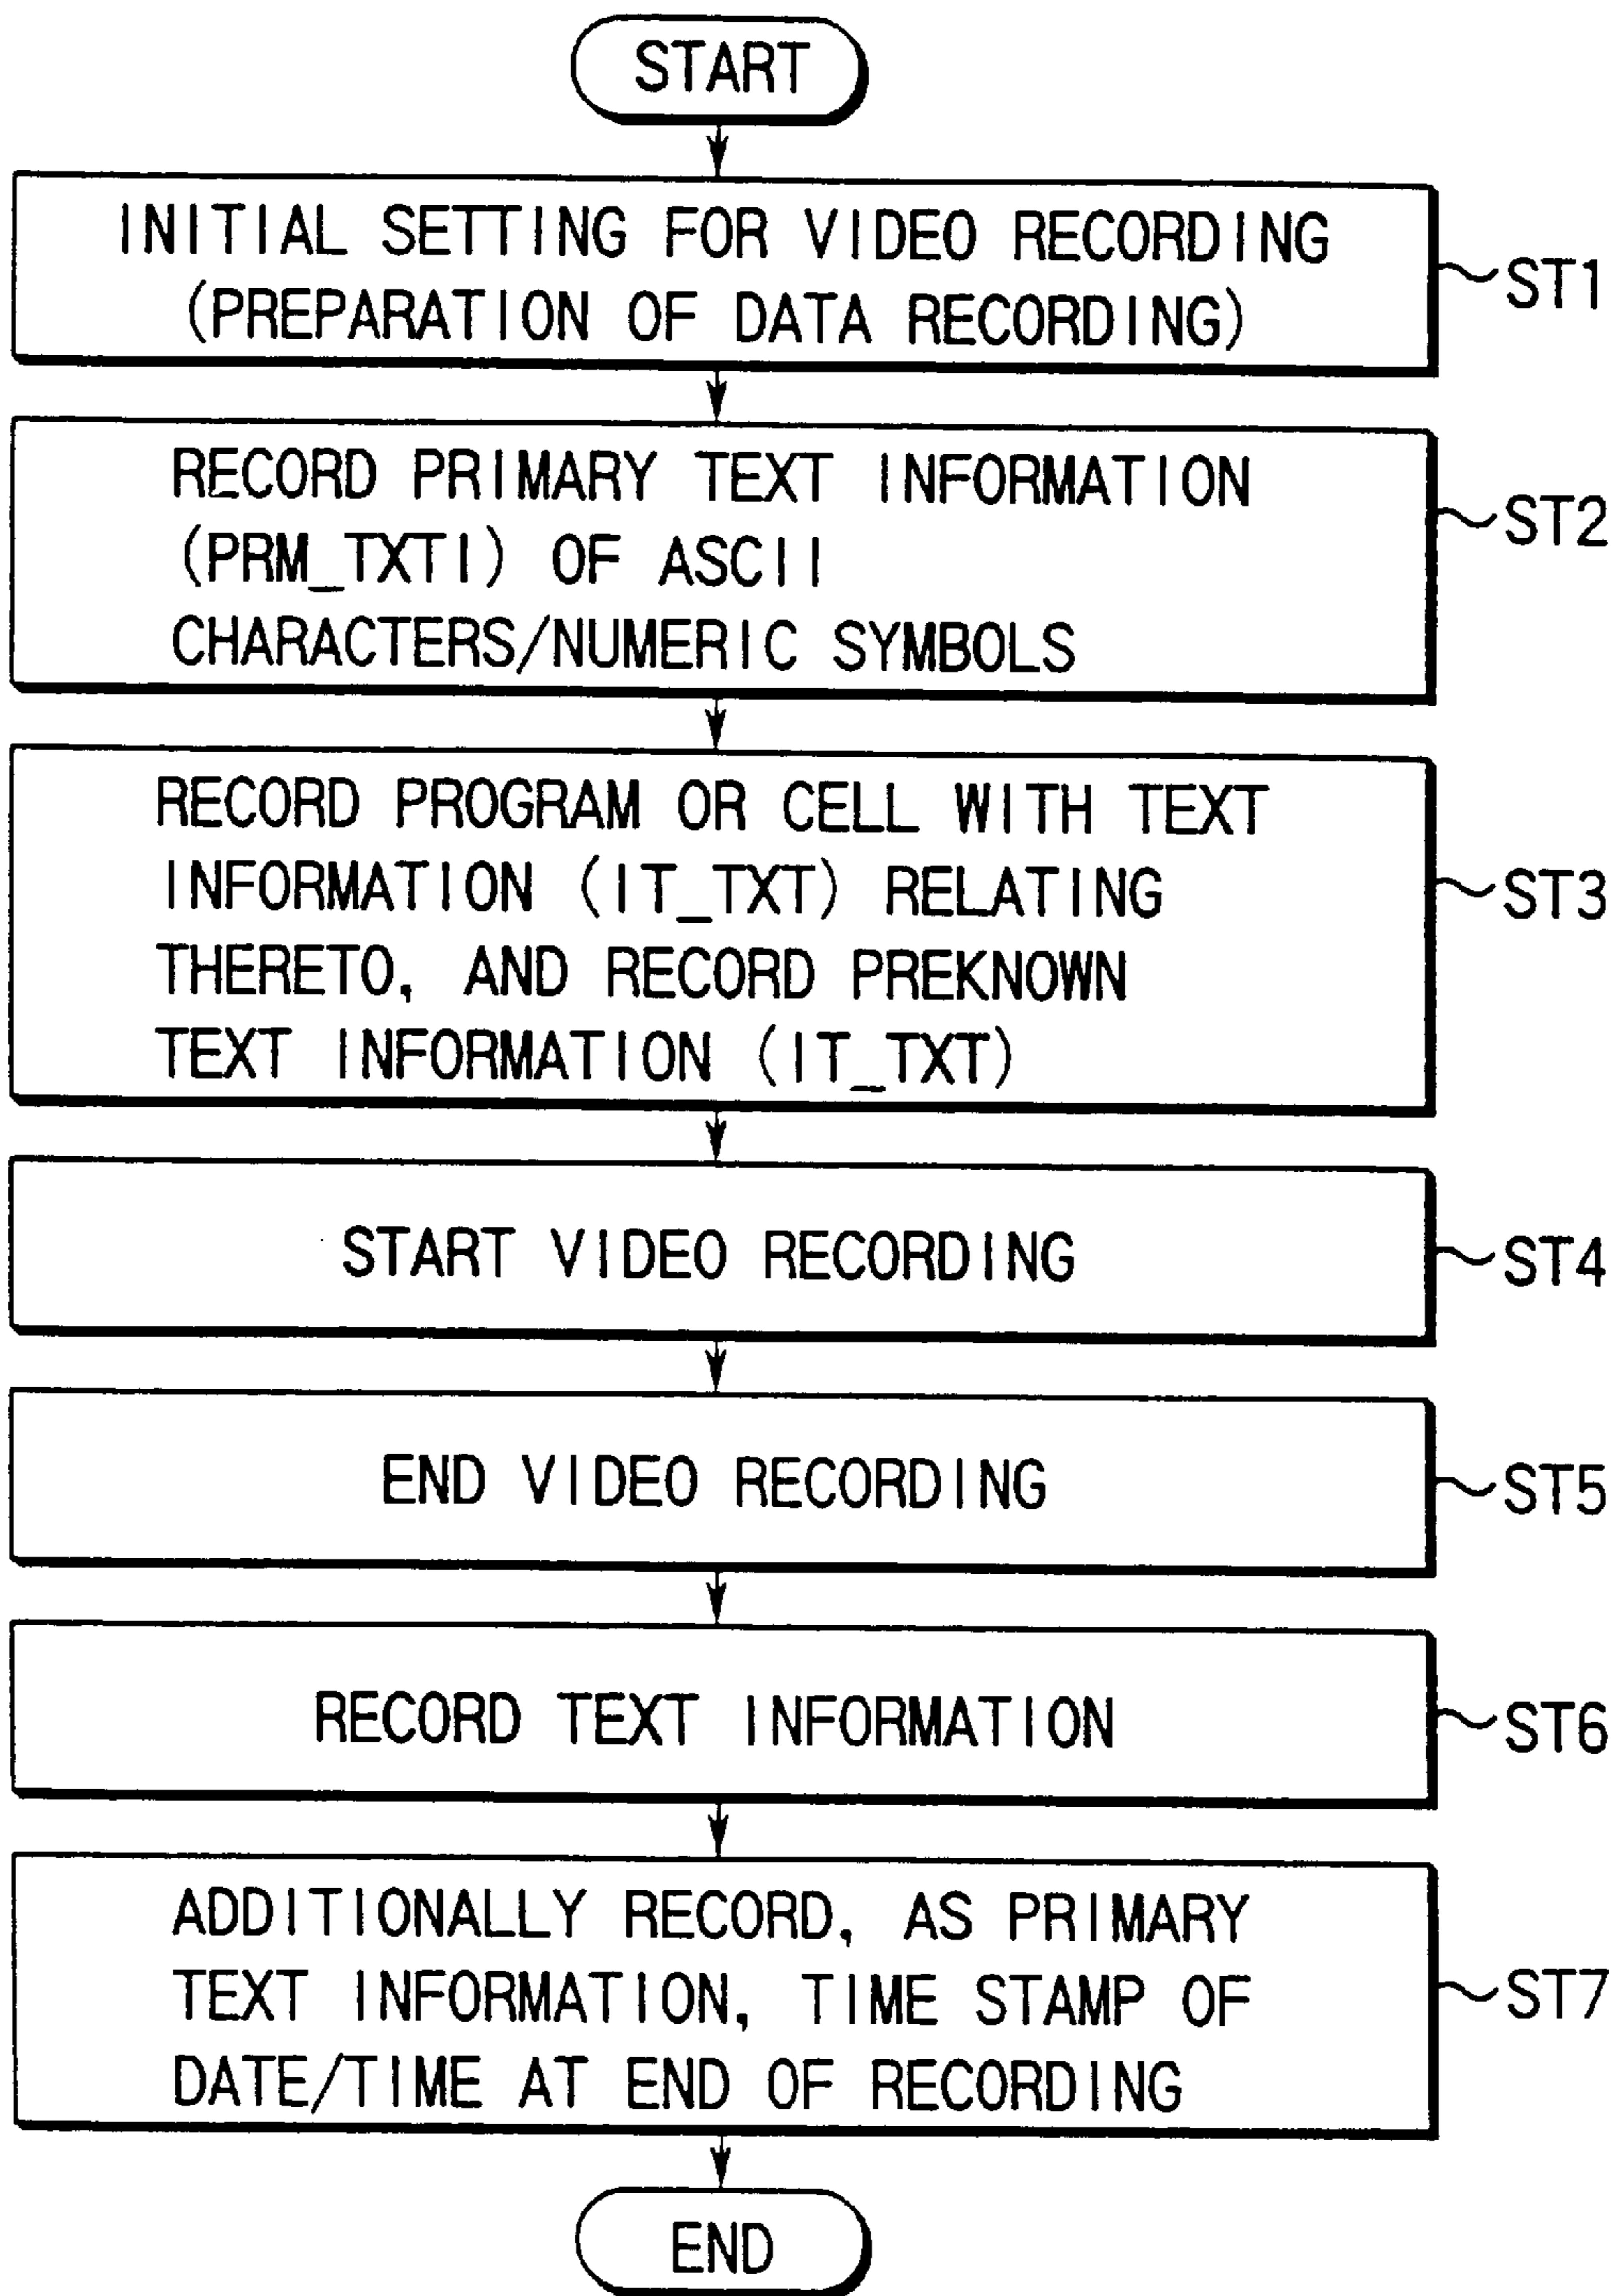 START
INITIAL SETTING FOR VIDEO RECORDING
(PREPARATION OF DATA RECORDING)
ST1
RECORD PRIMARY TEXT INFORMATION
(PRM_TXTI) OF ASCII
CHARACTERS/NUMERIC SYMBOLS
ST2
RECORD PROGRAM OR CELL WITH TEXT
INFORMATION (IT_TXT) RELATING
THERETO, AND RECORD PREKNOWN
TEXT INFORMATION (IT_TXT)
ST3
START VIDEO RECORDING
ST4
END VIDEO RECORDING
ST5
RECORD TEXT INFORMATION
ST6
ADDITIONALLY RECORD, AS PRIMARY
TEXT INFORMATION, TIME STAMP OF
DATE/TIME AT END OF RECORDING
ST7
END